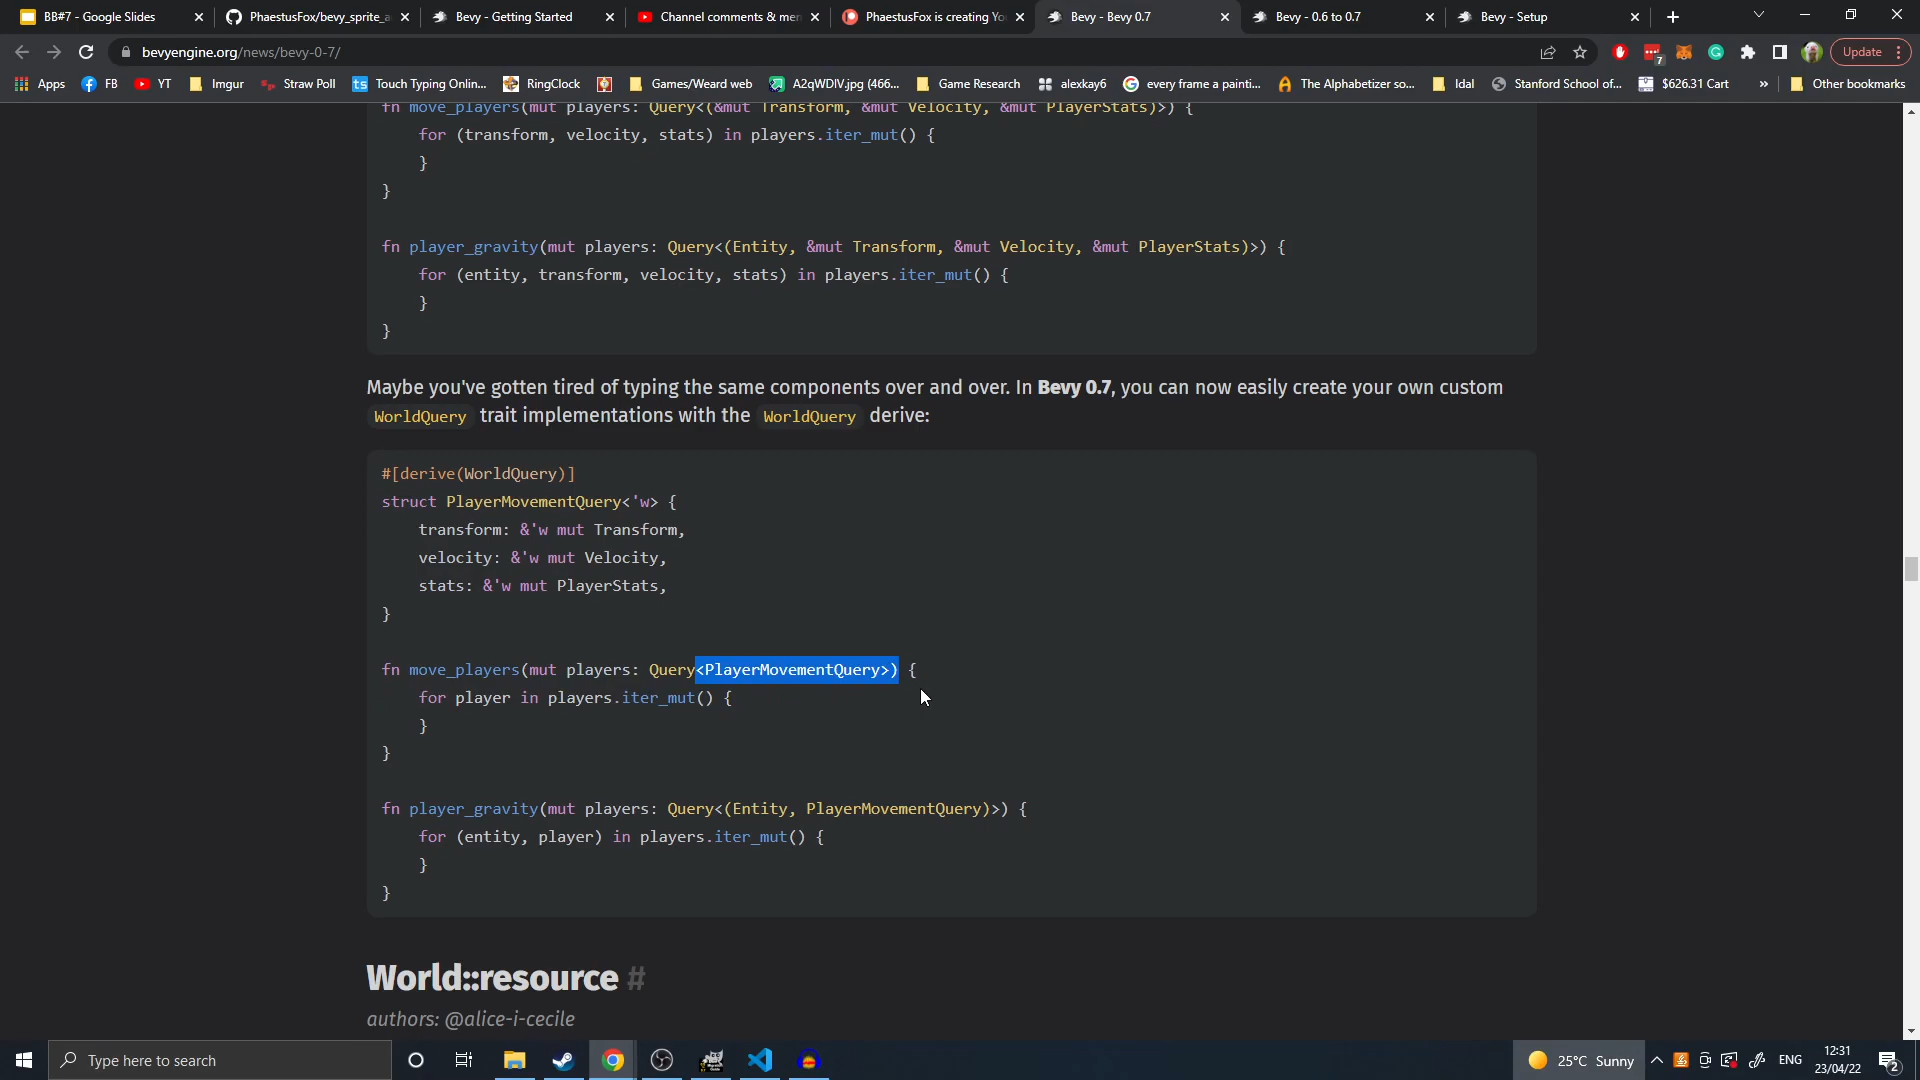 BB#7 - Google Slides
PhaestusFox/bevy_sprite_a
Bevy - Getting Started
Channel comments & men
PhaestusFox is creating Yo
Bevy - Bevy 0.7
Bevy - 0.6 to 0.7
Bevy - Setup
bevyengine.org/news/bevy-0-7/
7
Update
Apps
FB
YT
Imgur
Straw Poll
ts
Touch Typing Onlin...
RingClock
Games/Weard web
A2qWDIV.jpg (466...
Game Research
alexkay6
every frame a painti...
The Alphabetizer so...
Idal
Stanford School of...
$626.31 Cart
»
Other bookmarks
fn move_players(mut players: Query<(&mut Transform, &mut Velocity, &mut PlayerStats)>) {
for (transform, velocity, stats) in players.iter_mut() {
}
}
fn player_gravity(mut players: Query<(Entity, &mut Transform, &mut Velocity, &mut PlayerStats)>) {
for (entity, transform, velocity, stats) in players.iter_mut() {
}
}
Maybe you've gotten tired of typing the same components over and over. In Bevy 0.7, you can now easily create your own custom
WorldQuery trait implementations with the WorldQuery derive:
#[derive(WorldQuery)]
struct PlayerMovementQuery<'w> {
transform: &'w mut Transform,
velocity: &'w mut Velocity,
stats: &'w mut PlayerStats,
}
fn move_players(mut players: Query<PlayerMovementQuery>) {
for player in players.iter_mut() {
}
}
fn player_gravity(mut players: Query<(Entity, PlayerMovementQuery)>) {
for (entity, player) in players.iter_mut() {
}
}
World::resource #
authors: @alice-i-cecile
Type here to search
25°C Sunny
ENG
12:31
23/04/22
2